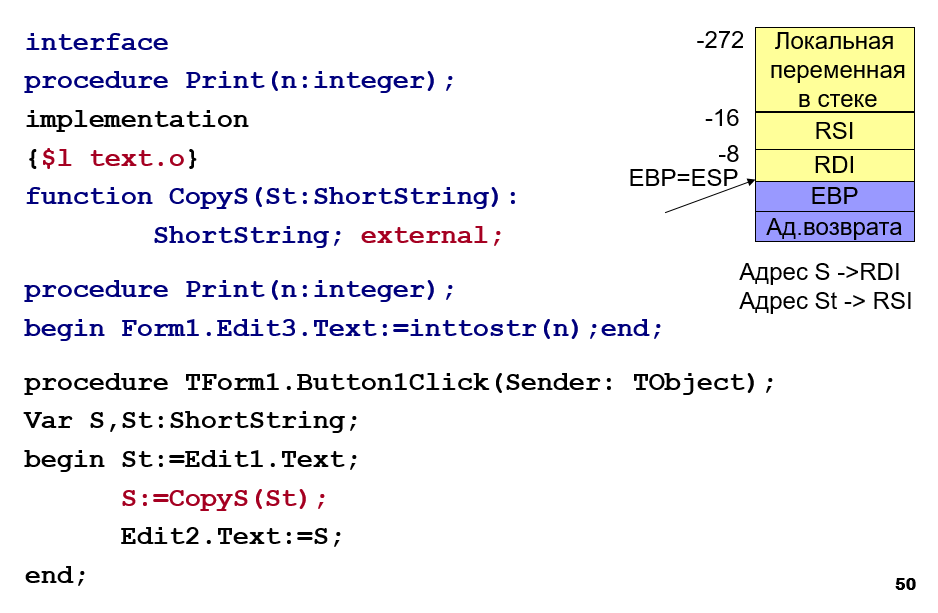 interface
procedure Print(n:integer);
implementation
{$l text.o}
function CopyS(St:ShortString):
ShortString; external;
procedure Print(n:integer);
begin Form1.Edit3.Text:=inttostr(n);end;
procedure TForm1.Button1Click(Sender: TObject);
Var S,St:ShortString;
begin St:=Edit1.Text;
S:=CopyS(St);
Edit2.Text:=S;
end;
-272
Локальная
переменная
в стеке
-16
RSI
-8
RDI
EBP=ESP
EBP
Ад.возврата
Адрес S ->RDI
Адрес St -> RSI
50